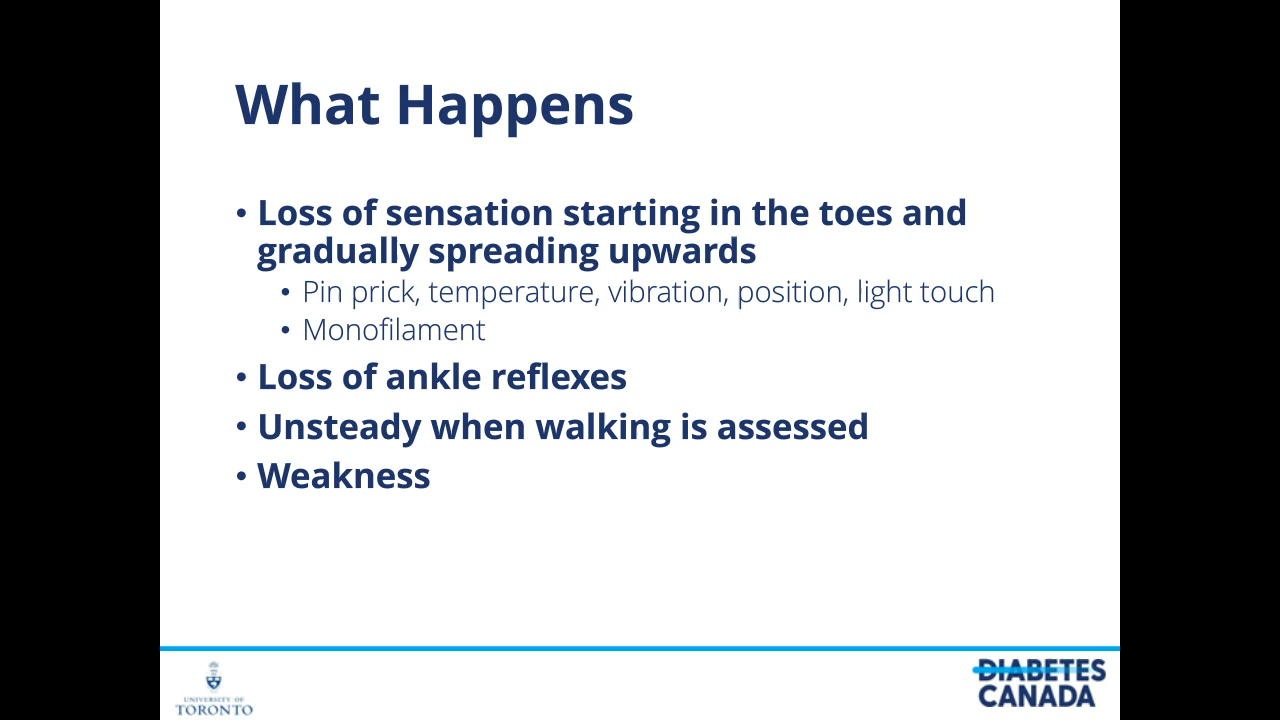 What Happens
• Loss of sensation starting in the toes and
gradually spreading upwards
• Pin prick, temperature, vibration, position, light touch
• Monofilament
• Loss of ankle reflexes
• Unsteady when walking is assessed
• Weakness
UNIVERSITY OF
TORONTO
DIABETES
CANADA